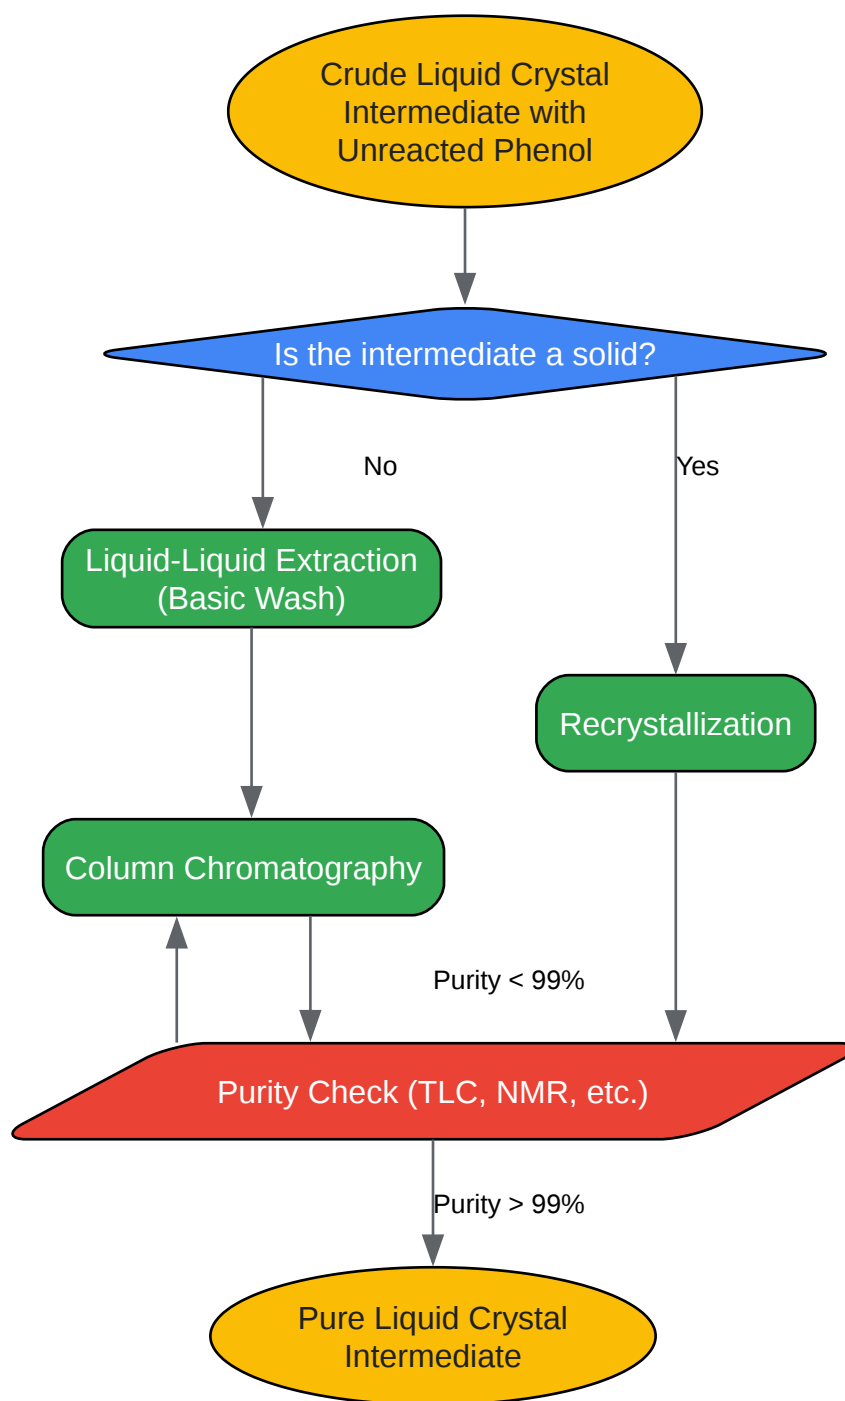 Crude Liquid Crystal
Intermediate with
Unreacted Phenol
Is the intermediate a solid?
No
Yes
Liquid-Liquid Extraction
(Basic Wash)
Recrystallization
Column Chromatography
Purity < 99%
Purity Check (TLC, NMR, etc.)
Purity > 99%
Pure Liquid Crystal
Intermediate